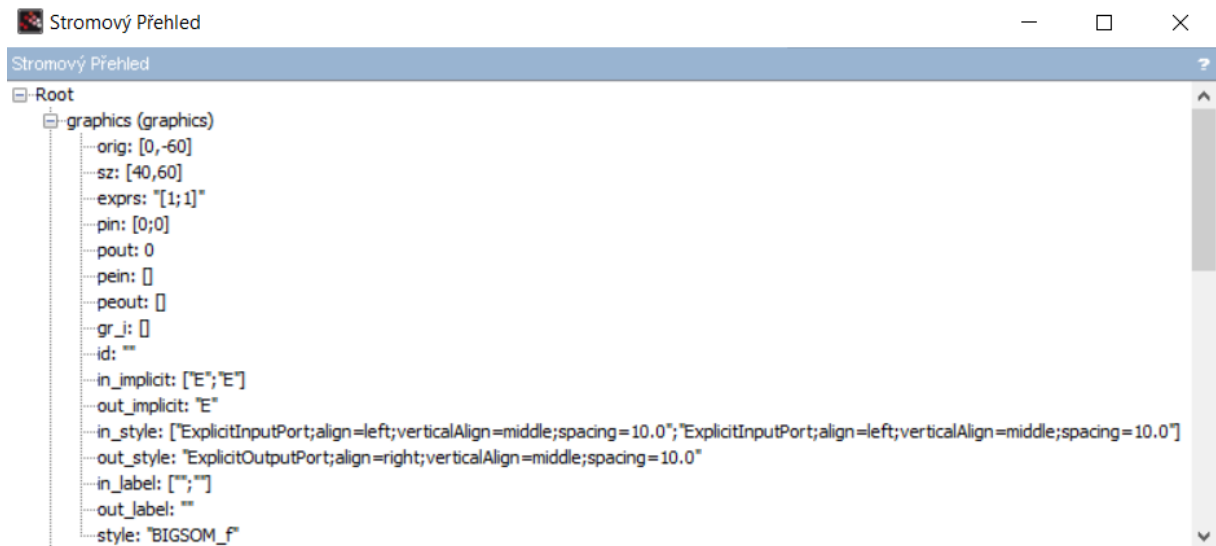 Stromový Přehled
Stromový Přehled ?
Root
graphics (graphics)
orig: [0,-60]
sz: [40,60]
exprs: "[1;1]"
pin: [0;0]
pout: 0
pein: []
peout: []
gr_i: []
id: ""
in_implicit: ["E";"E"]
out_implicit: "E"
in_style: ["ExplicitInputPort;align=left;verticalAlign=middle;spacing=10.0";"ExplicitInputPort;align=left;verticalAlign=middle;spacing=10.0"]
out_style: "ExplicitOutputPort;align=right;verticalAlign=middle;spacing=10.0"
in_label: ["";""]
out_label: ""
style: "BIGSOM_f"